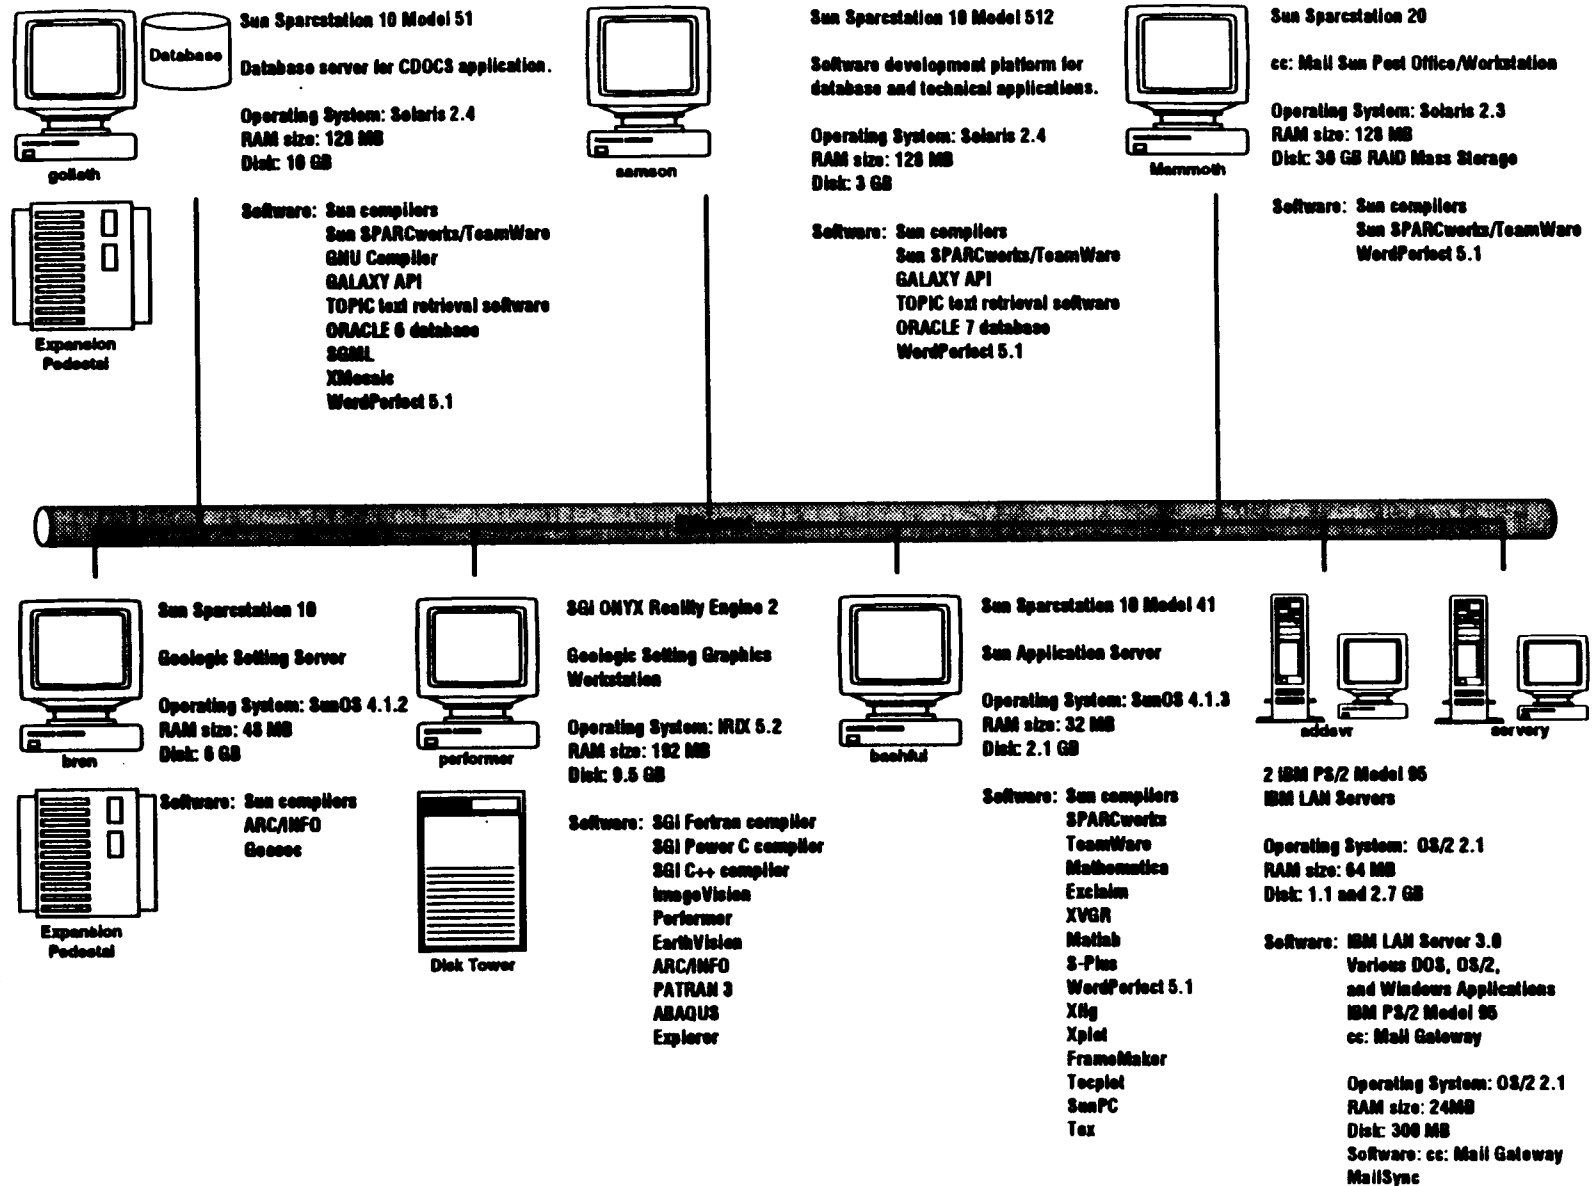 Database
goliath
Sun Sparcstation 10 Model 51
Database server for CDOCS application.
Operating System: Solaris 2.4
RAM size: 128 MB
Disk: 10 GB
Software: Sun compilers
Sun SPARCworks/TeamWare
GNU Compiler
GALAXY API
TOPIC text retrieval software
ORACLE 6 database
SGML
XMosaic
WordPerfect 5.1
Expansion
Pedestal
samson
Sun Sparcstation 10 Model 512
Software development platform for
database and technical applications.
Operating System: Solaris 2.4
RAM size: 128 MB
Disk: 3 GB
Software: Sun compilers
Sun SPARCworks/TeamWare
GALAXY API
TOPIC text retrieval software
ORACLE 7 database
WordPerfect 5.1
Mammoth
Sun Sparcstation 20
cc: Mail Sun Post Office/Workstation
Operating System: Solaris 2.3
RAM size: 128 MB
Disk: 30 GB RAID Mass Storage
Software: Sun compilers
Sun SPARCworks/TeamWare
WordPerfect 5.1
bren
Sun Sparcstation 10
Geologic Setting Server
Operating System: SunOS 4.1.2
RAM size: 48 MB
Disk: 6 GB
Software: Sun compilers
ARC/INFO
Geosec
Expansion
Pedestal
performer
SGI ONYX Reality Engine 2
Geologic Setting Graphics
Workstation
Operating System: IRIX 5.2
RAM size: 192 MB
Disk: 9.5 GB
Software: SGI Fortran compiler
SGI Power C compiler
SGI C++ compiler
ImageVision
Performer
EarthVision
ARC/INFO
PATRAN 3
ABAQUS
Explorer
Disk Tower
bashful
Sun Sparcstation 10 Model 41
Sun Application Server
Operating System: SunOS 4.1.3
RAM size: 32 MB
Disk: 2.1 GB
Software: Sun compilers
SPARCworks
TeamWare
Mathematica
Exclaim
XVGR
Matlab
S-Plus
WordPerfect 5.1
Xfig
Xplot
FrameMaker
Tecplot
SunPC
Tex
addsvr
servery
2 IBM PS/2 Model 95
IBM LAN Servers
Operating System: OS/2 2.1
RAM size: 64 MB
Disk: 1.1 and 2.7 GB
Software: IBM LAN Server 3.0
Various DOS, OS/2,
and Windows Applications
IBM PS/2 Model 95
cc: Mail Gateway
Operating System: OS/2 2.1
RAM size: 24MB
Disk: 300 MB
Software: cc: Mail Gateway
MailSync